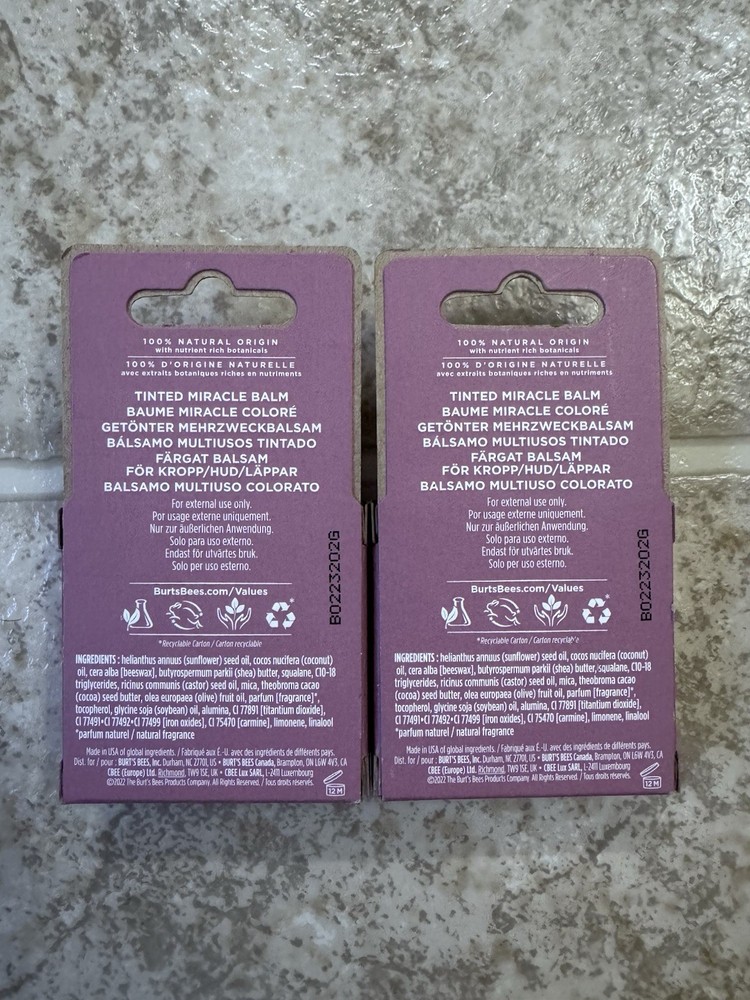 100% NATURAL ORIGIN
with nutrient rich botanicals
100% D'ORIGINE NATURELLE
avec extraits botaniques riches en nutriments
TINTED MIRACLE BALM
BAUME MIRACLE COLORÉ
GETÖNTER MEHRZWECKBALSAM
BÁLSAMO MULTIUSOS TINTADO
FÄRGAT BALSAM
FÖR KROPP/HUD/LÄPPAR
BALSAMO MULTIUSO COLORATO
For external use only.
Por usage externe uniquement.
Nur zur äußerlichen Anwendung.
Solo para uso externo.
Endast för utvärtes bruk.
Solo per uso esterno.
B0223202G
BurtsBees.com/Values
*Recyclable Carton / Carton recyclable
INGREDIENTS : helianthus annuus (sunflower) seed oil, cocos nucifera (coconut)
oil, cera alba [beeswax], butyrospermum parkii (shea) butter, squalane, C10-18
triglycerides, ricinus communis (castor) seed oil, mica, theobroma cacao
(cocoa) seed butter, olea europaea (olive) fruit oil, parfum [fragrance]*,
tocopherol, glycine soja (soybean) oil, alumina, CI 77891 [titanium dioxide],
CI 77491•CI 77492•CI 77499 [iron oxides], CI 75470 [carmine], limonene, linalool
*parfum naturel / natural fragrance
Made in USA of global ingredients. / Fabriqué aux É.-U. avec des ingrédients de différents pays.
Dist. for / pour : BURT'S BEES, Inc. Durham, NC 27701, US • BURT'S BEES Canada, Brampton, ON L6W 4V3, CA
CBEE (Europe) Ltd. Richmond, TW9 1SE, UK • CBEE Lux SARL, L-2411 Luxembourg
©2022 The Burt's Bees Products Company. All Rights Reserved. / Tous droits réservés.
12 M
100% NATURAL ORIGIN
with nutrient rich botanicals
100% D'ORIGINE NATURELLE
avec extraits botaniques riches en nutriments
TINTED MIRACLE BALM
BAUME MIRACLE COLORÉ
GETÖNTER MEHRZWECKBALSAM
BÁLSAMO MULTIUSOS TINTADO
FÄRGAT BALSAM
FÖR KROPP/HUD/LÄPPAR
BALSAMO MULTIUSO COLORATO
For external use only.
Por usage externe uniquement.
Nur zur äußerlichen Anwendung.
Solo para uso externo.
Endast för utvärtes bruk.
Solo per uso esterno.
B0223202G
BurtsBees.com/Values
*Recyclable Carton / Carton recyclable
INGREDIENTS : helianthus annuus (sunflower) seed oil, cocos nucifera (coconut)
oil, cera alba [beeswax], butyrospermum parkii (shea) butter, squalane, C10-18
triglycerides, ricinus communis (castor) seed oil, mica, theobroma cacao
(cocoa) seed butter, olea europaea (olive) fruit oil, parfum [fragrance]*,
tocopherol, glycine soja (soybean) oil, alumina, CI 77891 [titanium dioxide],
CI 77491•CI 77492•CI 77499 [iron oxides], CI 75470 [carmine], limonene, linalool
*parfum naturel / natural fragrance
Made in USA of global ingredients. / Fabriqué aux É.-U. avec des ingrédients de différents pays.
Dist. for / pour : BURT'S BEES, Inc. Durham, NC 27701, US • BURT'S BEES Canada, Brampton, ON L6W 4V3, CA
CBEE (Europe) Ltd. Richmond, TW9 1SE, UK • CBEE Lux SARL, L-2411 Luxembourg
©2022 The Burt's Bees Products Company. All Rights Reserved. / Tous droits réservés.
12 M